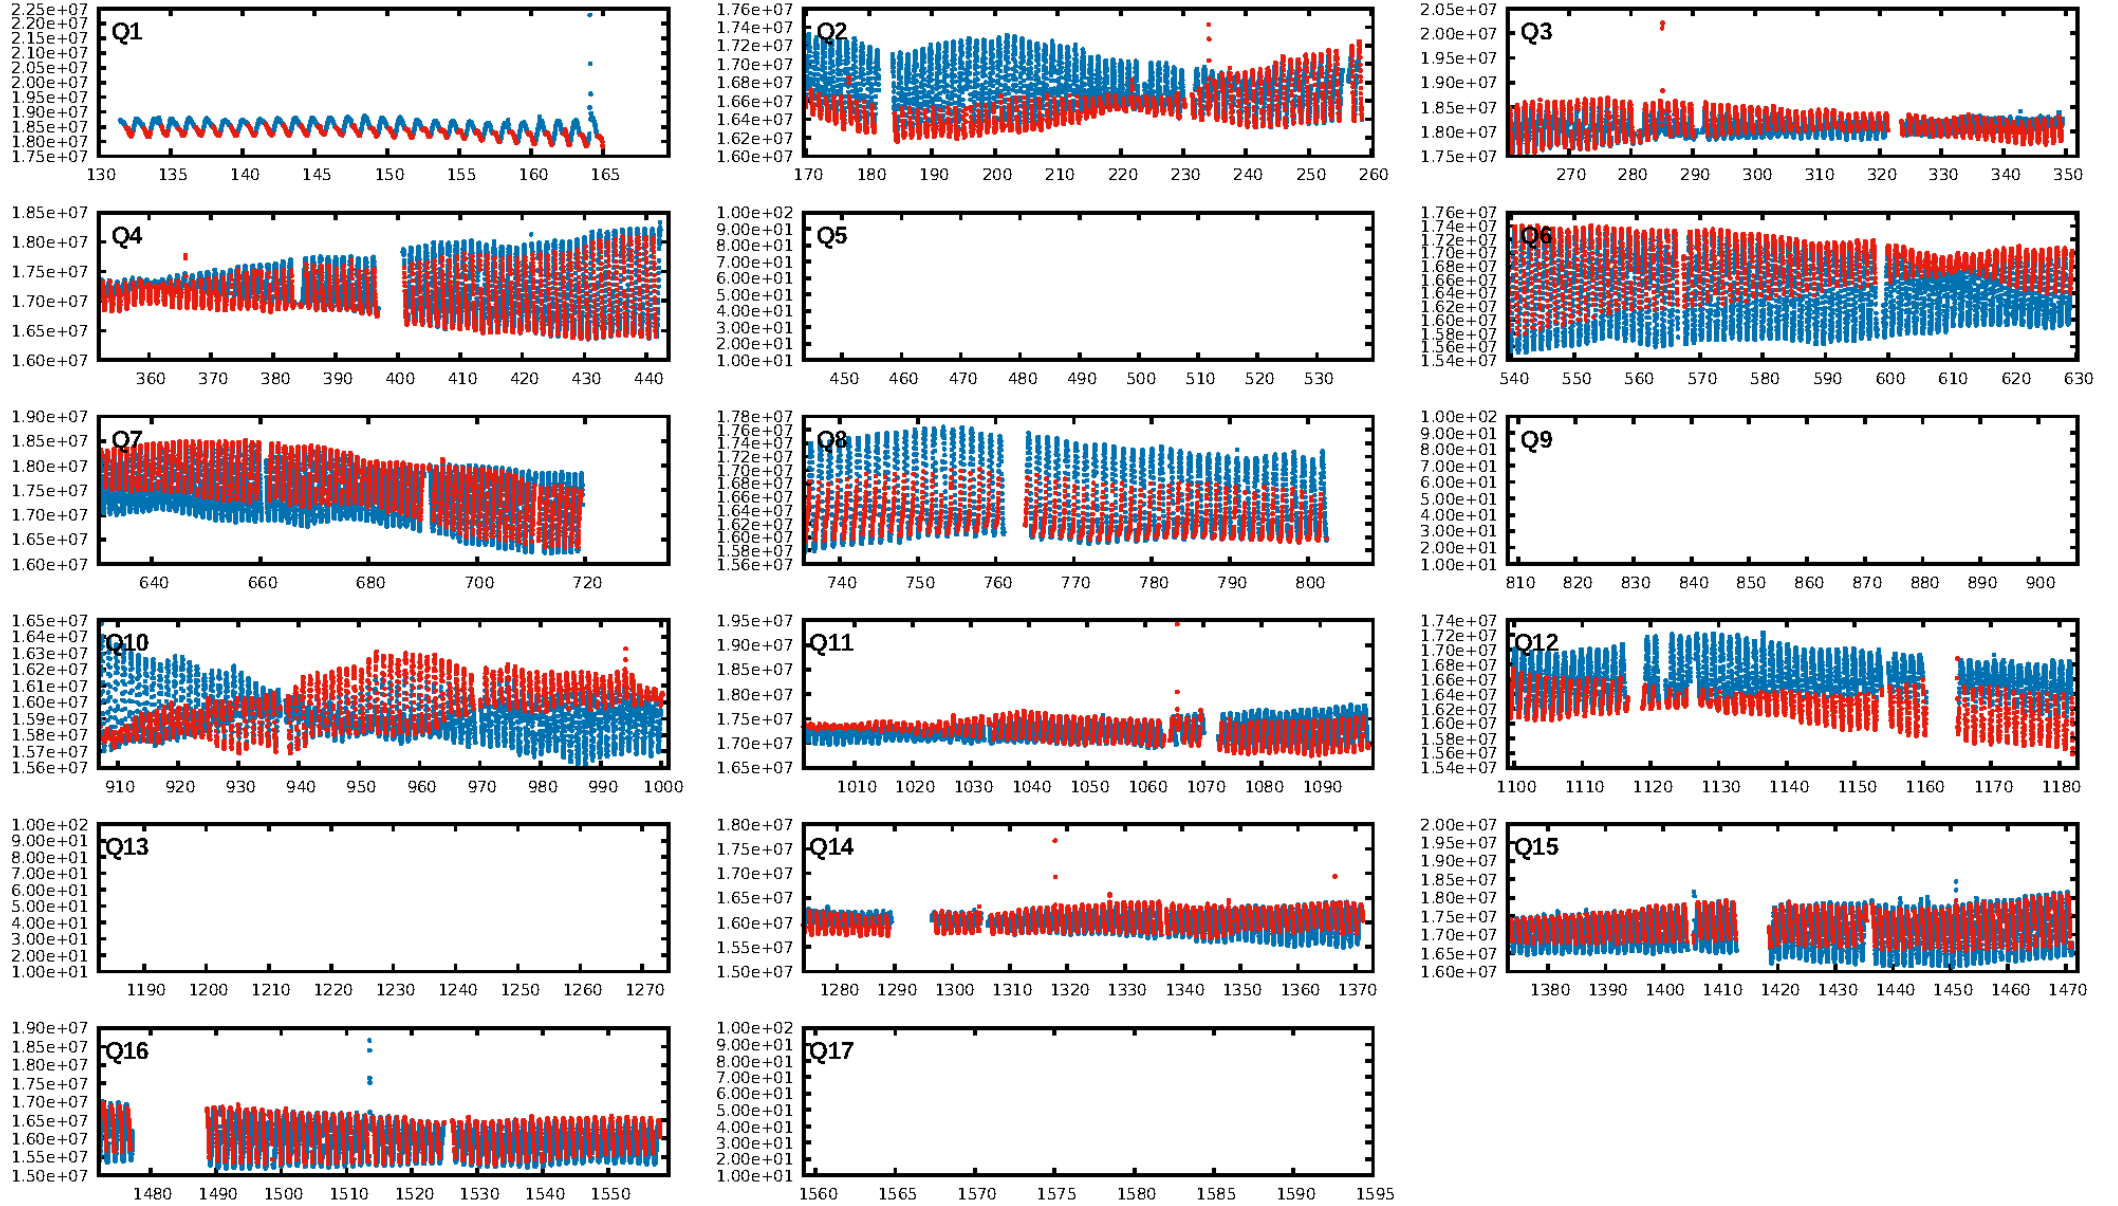 Q1
2.25e+07
2.20e+07
2.15e+07
2.10e+07
2.05e+07
2.00e+07
1.95e+07
1.90e+07
1.85e+07
1.80e+07
1.75e+07
130 135 140 145 150 155 160 165
Q2
1.76e+07
1.74e+07
1.72e+07
1.70e+07
1.68e+07
1.66e+07
1.64e+07
1.62e+07
1.60e+07
170 180 190 200 210 220 230 240 250 260
Q3
2.05e+07
2.00e+07
1.95e+07
1.90e+07
1.85e+07
1.80e+07
1.75e+07
270 280 290 300 310 320 330 340 350
Q4
1.85e+07
1.80e+07
1.75e+07
1.70e+07
1.65e+07
1.60e+07
360 370 380 390 400 410 420 430 440
Q5
1.00e+02
9.00e+01
8.00e+01
7.00e+01
6.00e+01
5.00e+01
4.00e+01
3.00e+01
2.00e+01
1.00e+01
450 460 470 480 490 500 510 520 530
Q6
1.76e+07
1.74e+07
1.72e+07
1.70e+07
1.68e+07
1.66e+07
1.64e+07
1.62e+07
1.60e+07
1.58e+07
1.56e+07
1.54e+07
540 550 560 570 580 590 600 610 620 630
Q7
1.90e+07
1.85e+07
1.80e+07
1.75e+07
1.70e+07
1.65e+07
1.60e+07
640 660 680 700 720
Q8
1.78e+07
1.76e+07
1.74e+07
1.72e+07
1.70e+07
1.68e+07
1.66e+07
1.64e+07
1.62e+07
1.60e+07
1.58e+07
1.56e+07
740 750 760 770 780 790 800
Q9
1.00e+02
9.00e+01
8.00e+01
7.00e+01
6.00e+01
5.00e+01
4.00e+01
3.00e+01
2.00e+01
1.00e+01
810 820 830 840 850 860 870 880 890 900
Q10
1.65e+07
1.64e+07
1.63e+07
1.62e+07
1.61e+07
1.60e+07
1.59e+07
1.58e+07
1.57e+07
1.56e+07
910 920 930 940 950 960 970 980 990 1000
Q11
1.95e+07
1.90e+07
1.85e+07
1.80e+07
1.75e+07
1.70e+07
1.65e+07
1010 1020 1030 1040 1050 1060 1070 1080 1090
Q12
1.74e+07
1.72e+07
1.70e+07
1.68e+07
1.66e+07
1.64e+07
1.62e+07
1.60e+07
1.58e+07
1.56e+07
1.54e+07
1100 1110 1120 1130 1140 1150 1160 1170 1180
Q13
1.00e+02
9.00e+01
8.00e+01
7.00e+01
6.00e+01
5.00e+01
4.00e+01
3.00e+01
2.00e+01
1.00e+01
1190 1200 1210 1220 1230 1240 1250 1260 1270
Q14
1.80e+07
1.75e+07
1.70e+07
1.65e+07
1.60e+07
1.55e+07
1.50e+07
1280 1290 1300 1310 1320 1330 1340 1350 1360 1370
Q15
2.00e+07
1.95e+07
1.90e+07
1.85e+07
1.80e+07
1.75e+07
1.70e+07
1.65e+07
1.60e+07
1380 1390 1400 1410 1420 1430 1440 1450 1460 1470
Q16
1.90e+07
1.85e+07
1.80e+07
1.75e+07
1.70e+07
1.65e+07
1.60e+07
1.55e+07
1.50e+07
1480 1490 1500 1510 1520 1530 1540 1550
Q17
1.00e+02
9.00e+01
8.00e+01
7.00e+01
6.00e+01
5.00e+01
4.00e+01
3.00e+01
2.00e+01
1.00e+01
1560 1565 1570 1575 1580 1585 1590 1595